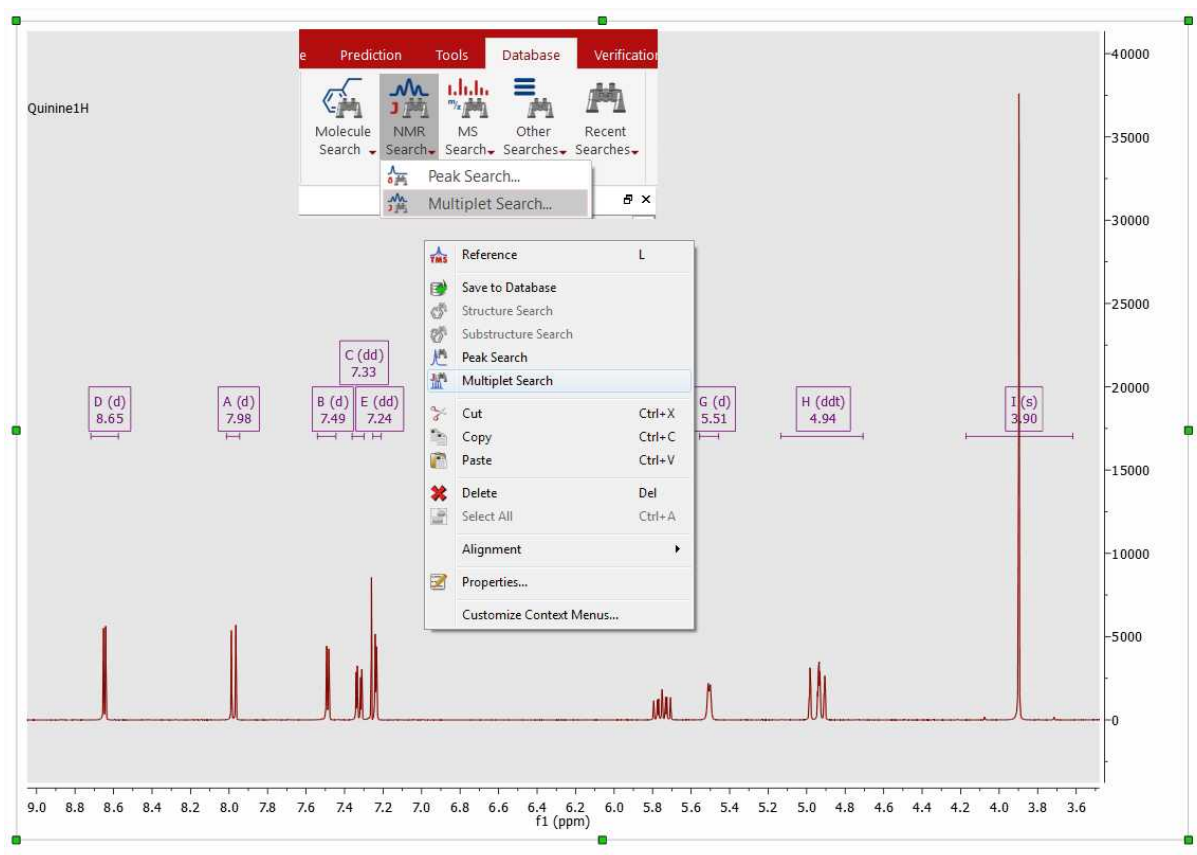 e Prediction Tools Database Verification
Molecule Search
NMR Search
MS Search
Other Searches
Recent Searches
Peak Search...
Multiplet Search...
Quinine1H
Reference L
Save to Database
Structure Search
Substructure Search
Peak Search
Multiplet Search
Cut Ctrl+X
Copy Ctrl+C
Paste Ctrl+V
Delete Del
Select All Ctrl+A
Alignment
Properties...
Customize Context Menus...
C (dd)
7.33
D (d)
8.65
A (d)
7.98
B (d)
7.49
E (dd)
7.24
G (d)
5.51
H (ddt)
4.94
I (s)
3.90
40000
35000
30000
25000
20000
15000
10000
5000
0
9.0 8.8 8.6 8.4 8.2 8.0 7.8 7.6 7.4 7.2 7.0 6.8 6.6 6.4 6.2 6.0 5.8 5.6 5.4 5.2 5.0 4.8 4.6 4.4 4.2 4.0 3.8 3.6
f1 (ppm)